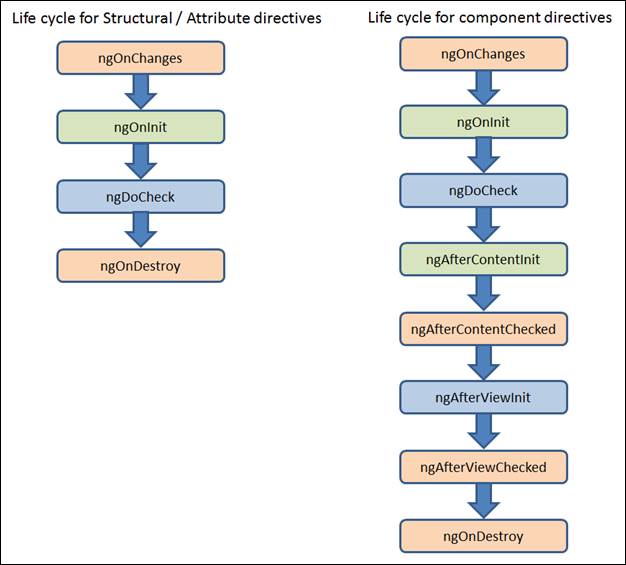 Life cycle for Structural / Attribute directives
ngOnChanges
ngOnInit
ngDoCheck
ngOnDestroy
Life cycle for component directives
ngOnChanges
ngOnInit
ngDoCheck
ngAfterContentInit
ngAfterContentChecked
ngAfterViewInit
ngAfterViewChecked
ngOnDestroy